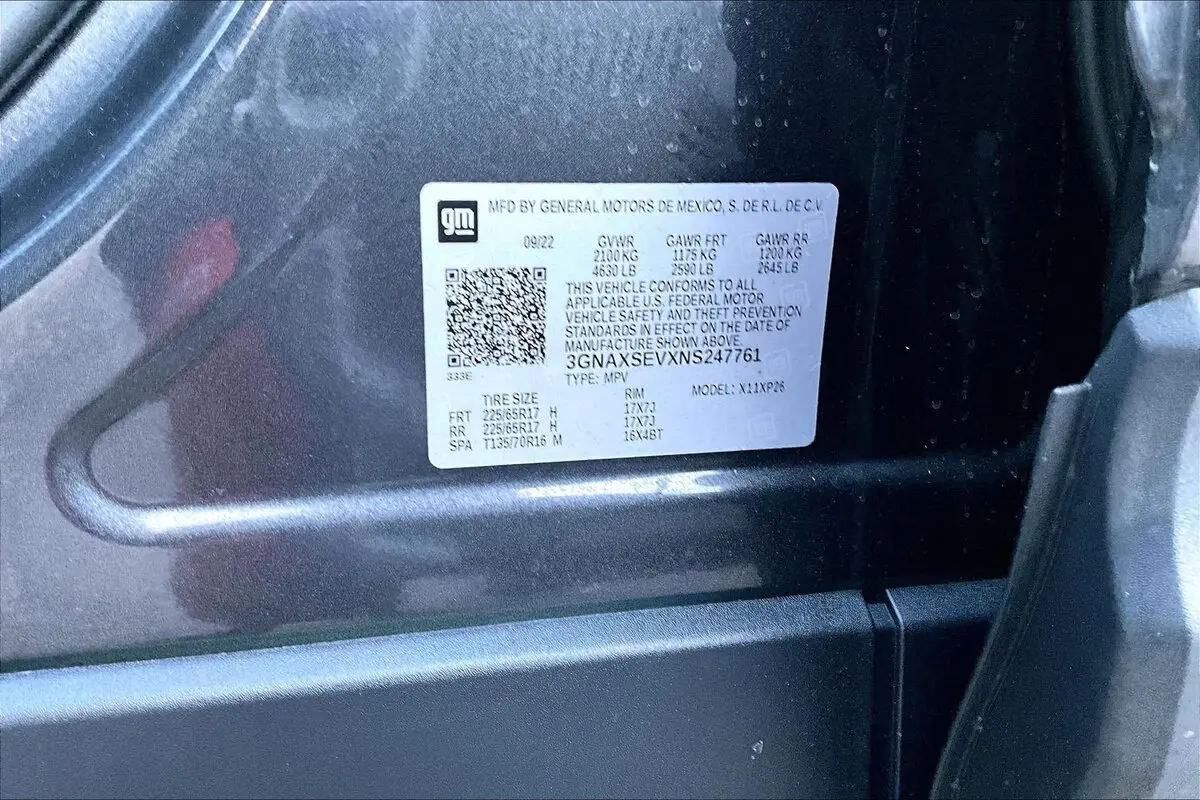 gm MFD BY GENERAL MOTORS DE MEXICO, S. DE R.L. DE C.V.
09/22 GVWR GAWR FRT GAWR RR
2100 KG 1175 KG 1200 KG
4630 LB 2590 LB 2645 LB
THIS VEHICLE CONFORMS TO ALL
APPLICABLE U.S. FEDERAL MOTOR
VEHICLE SAFETY AND THEFT PREVENTION
STANDARDS IN EFFECT ON THE DATE OF
MANUFACTURE SHOWN ABOVE.
3GNAXSEVXNS247761
333E
TYPE: MPV MODEL: X11XP26
TIRE SIZE RIM
FRT 225/65R17 H 17X7J
RR 225/65R17 H 17X7J
SPA T135/70R16 M 16X4BT